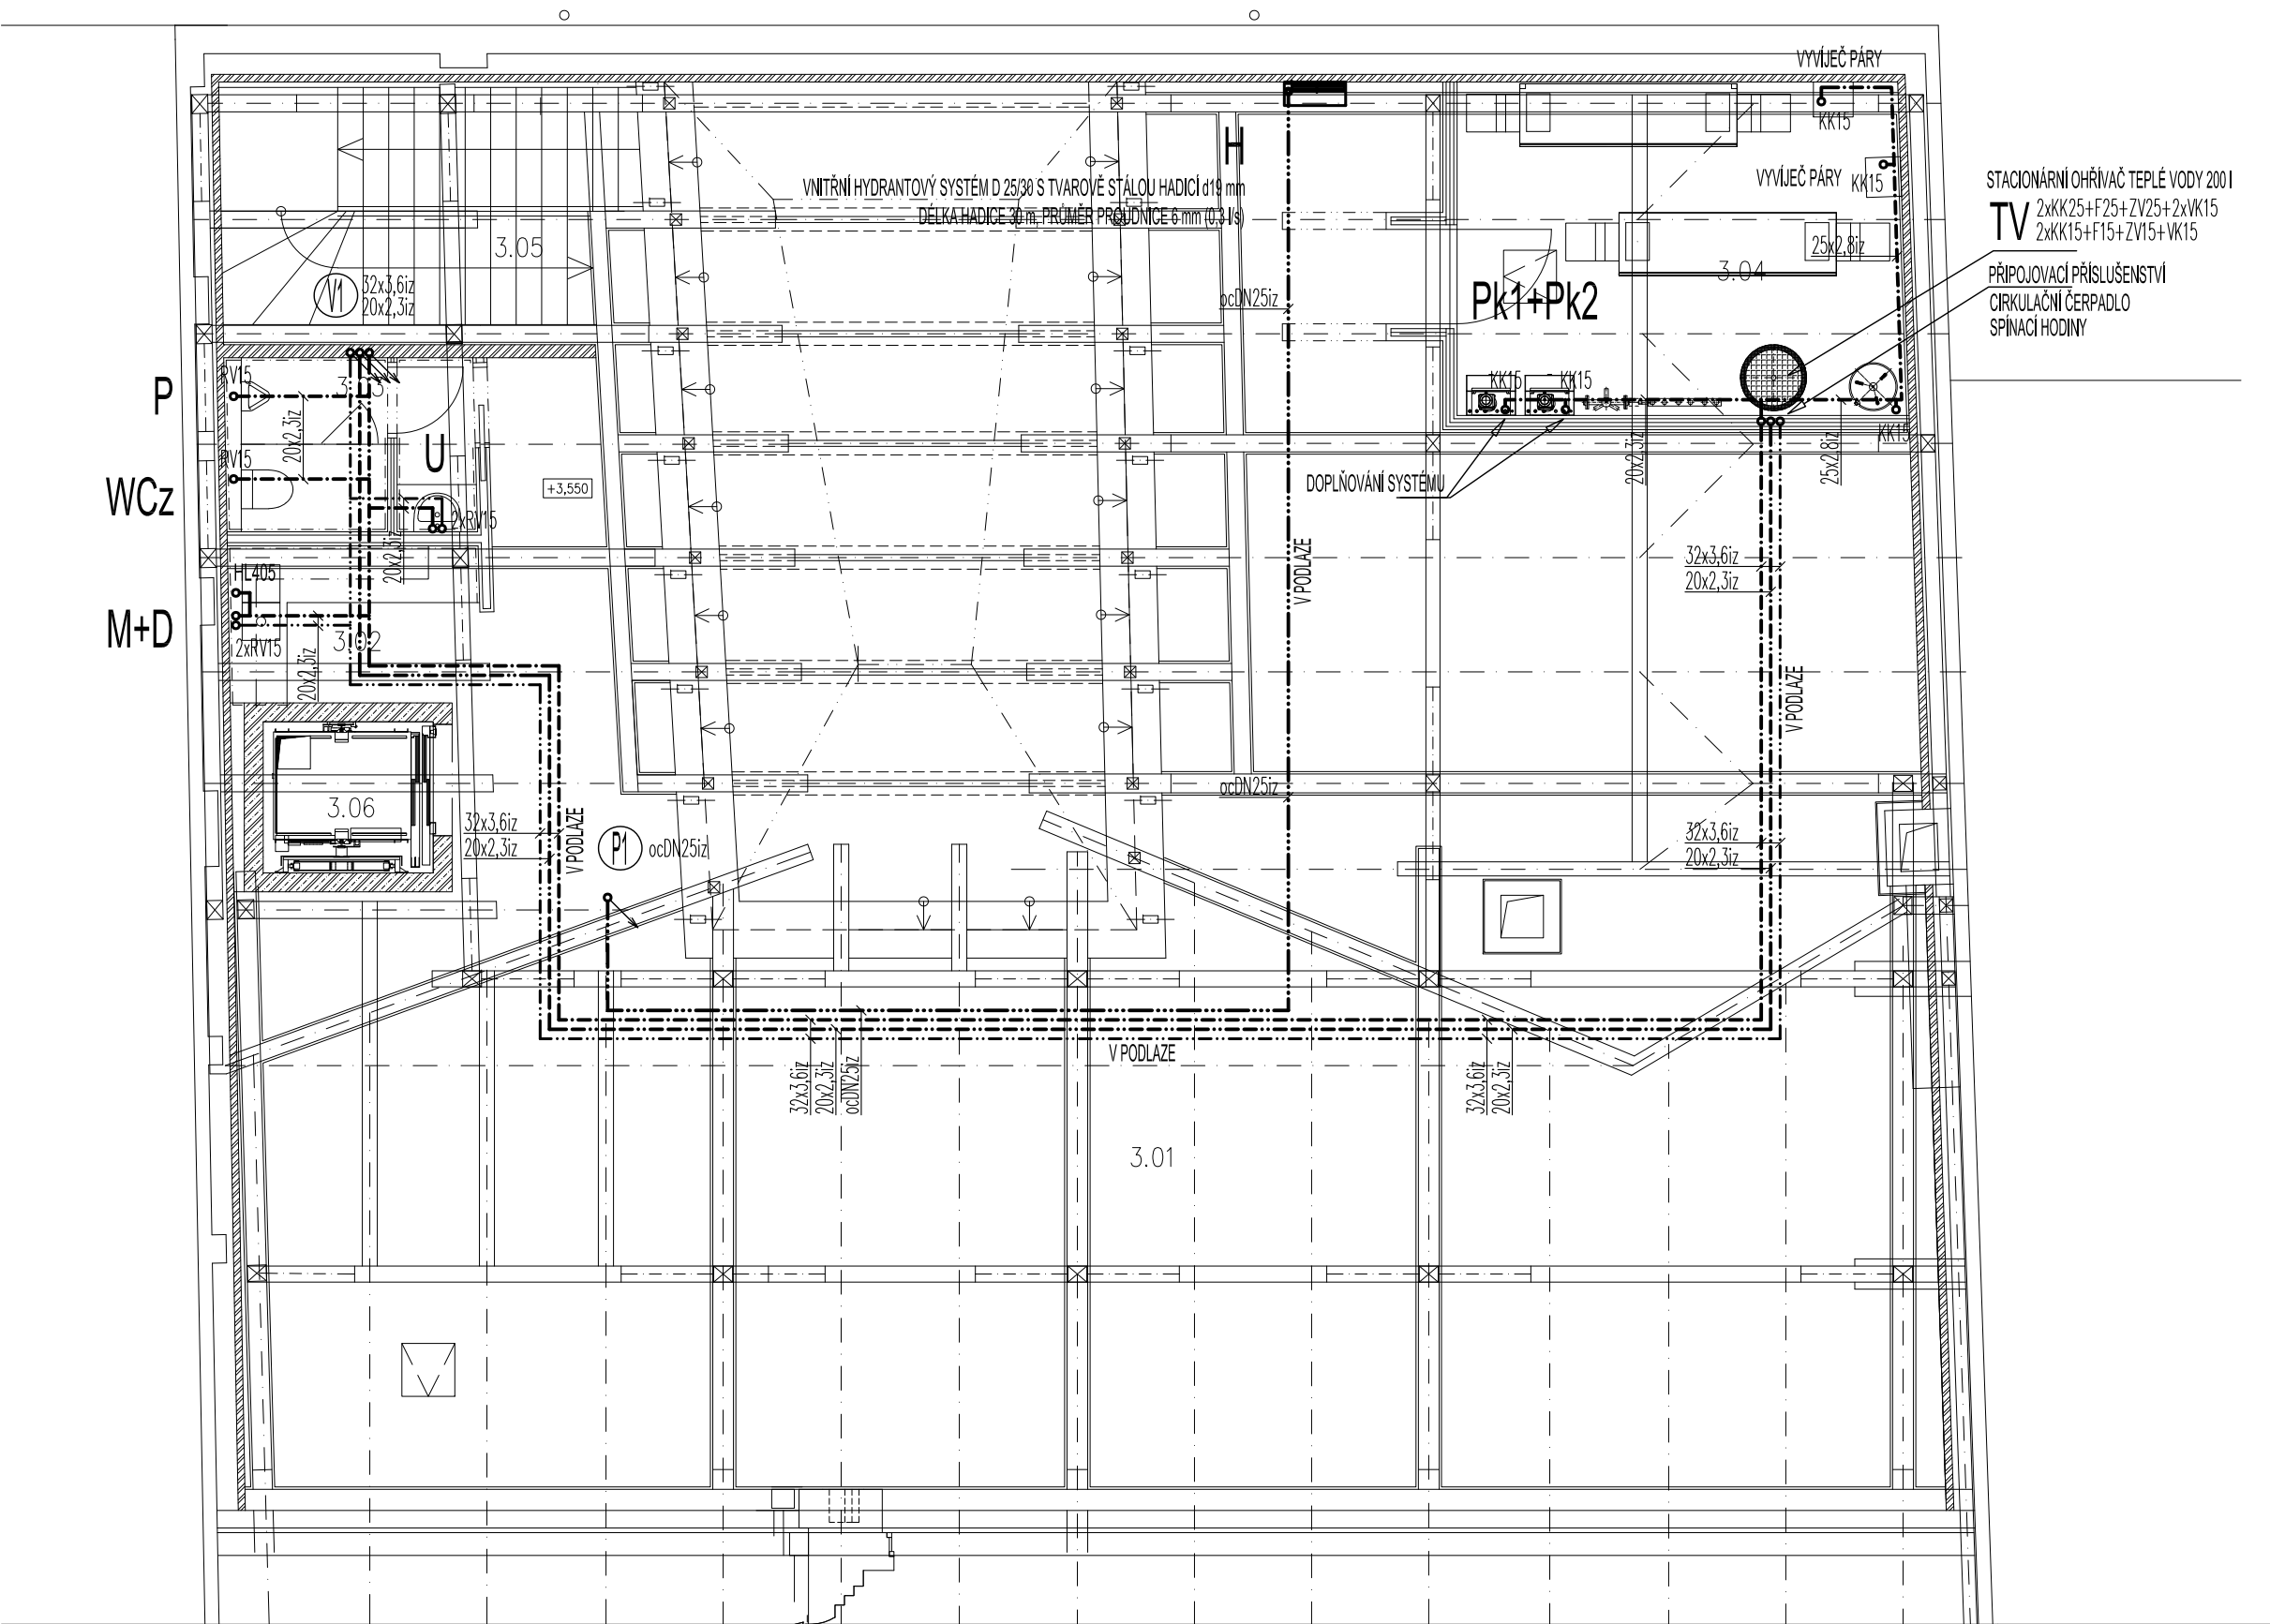 VYVÍJEČ PÁRY
KK15
H
VNITŘNÍ HYDRANTOVÝ SYSTÉM D 25/30 S TVAROVĚ STÁLOU HADICÍ d19 mm
DÉLKA HADICE 30 m, PRŮMĚR PROUDNICE 6 mm (0,3 l/s)
VYVÍJEČ PÁRY
KK15
STACIONÁRNÍ OHŘÍVAČ TEPLÉ VODY 200 l
TV
2xKK25+F25+ZV25+2xVK15
2xKK15+F15+ZV15+VK15
PŘIPOJOVACÍ PŘÍSLUŠENSTVÍ
CIRKULAČNÍ ČERPADLO
SPÍNACÍ HODINY
3.05
25x2,8iz
3.04
V1
32x3,6iz
20x2,3iz
ocDN25iz
Pk1+Pk2
P
RV15
KK15
KK15
20x2,3iz
U
RV15
KK15
20x2,3iz
25x2,8iz
WCz
+3,550
DOPLŇOVÁNÍ SYSTÉMU
2xRV15
20x2,3iz
HL405
V PODLAZE
32x3,6iz
20x2,3iz
M+D
2xRV15
3.02
20x2,3iz
V PODLAZE
3.06
ocDN25iz
32x3,6iz
20x2,3iz
V PODLAZE
P1
ocDN25iz
32x3,6iz
20x2,3iz
V PODLAZE
32x3,6iz
20x2,3iz
ocDN25iz
32x3,6iz
20x2,3iz
3.01